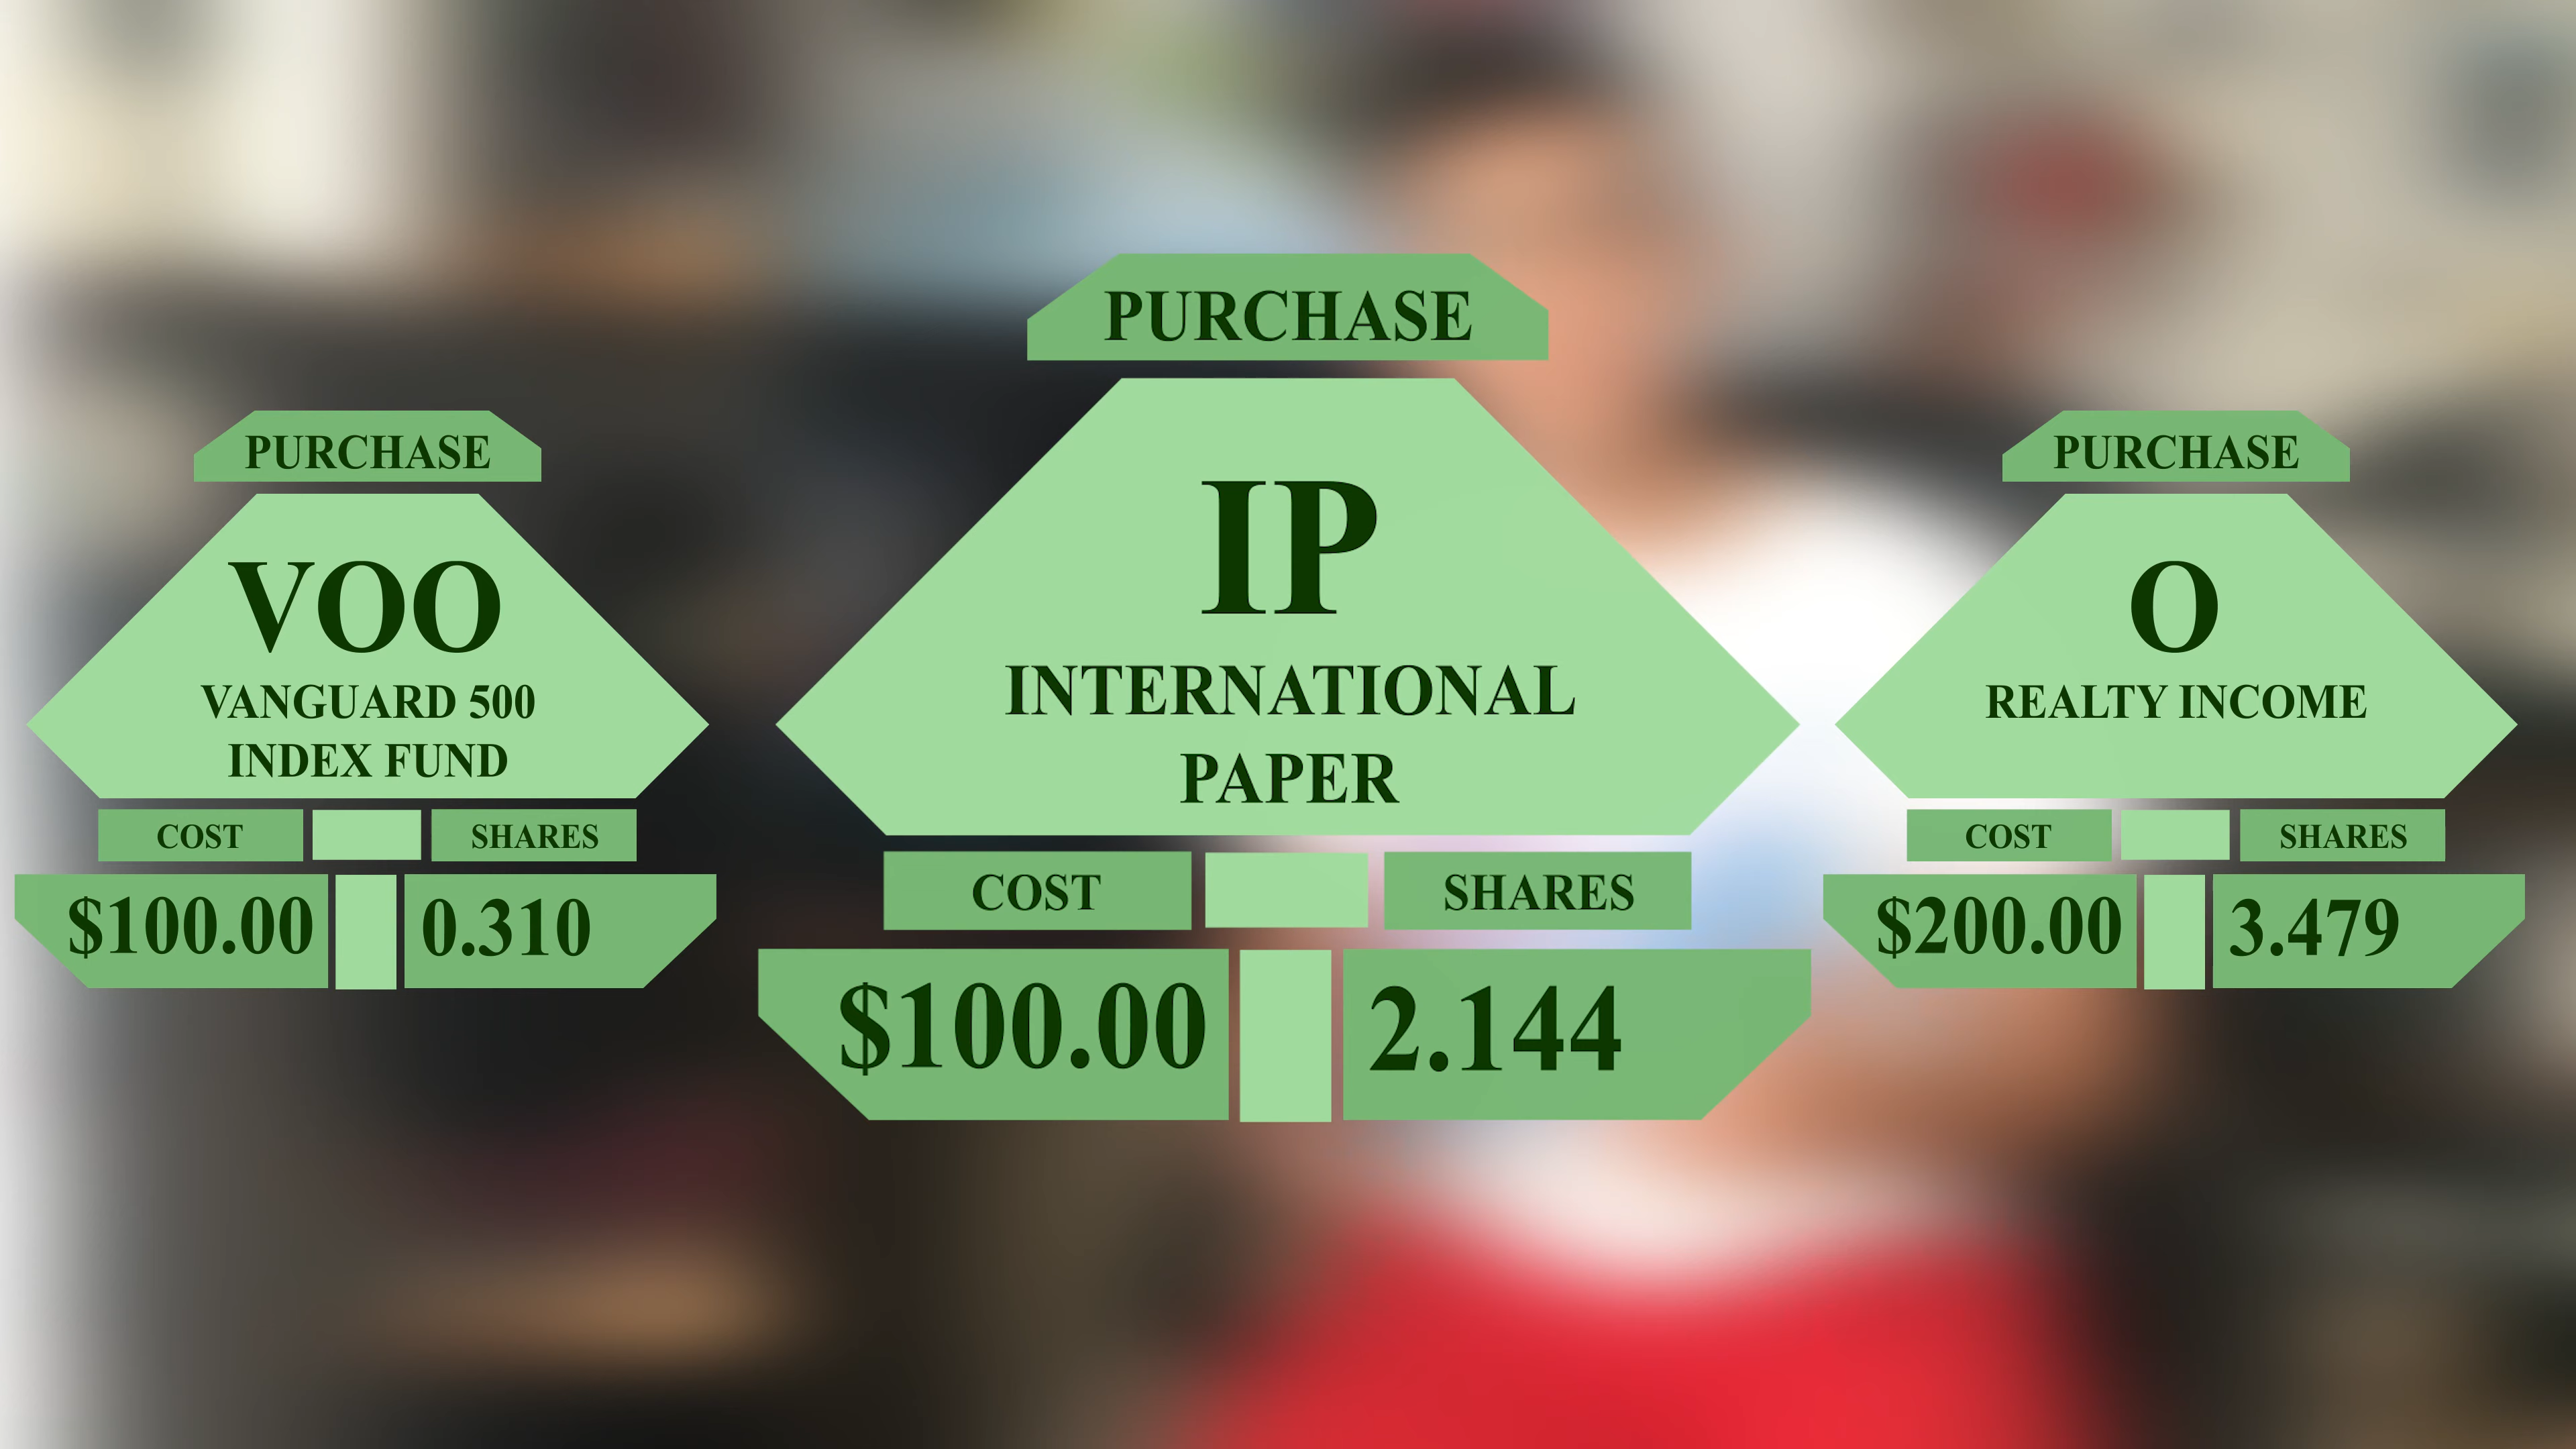 PURCHASE
VOO
VANGUARD 500
INDEX FUND
COST
SHARES
$100.00
0.310
PURCHASE
IP
INTERNATIONAL
PAPER
COST
SHARES
$100.00
2.144
PURCHASE
O
REALTY INCOME
COST
SHARES
$200.00
3.479